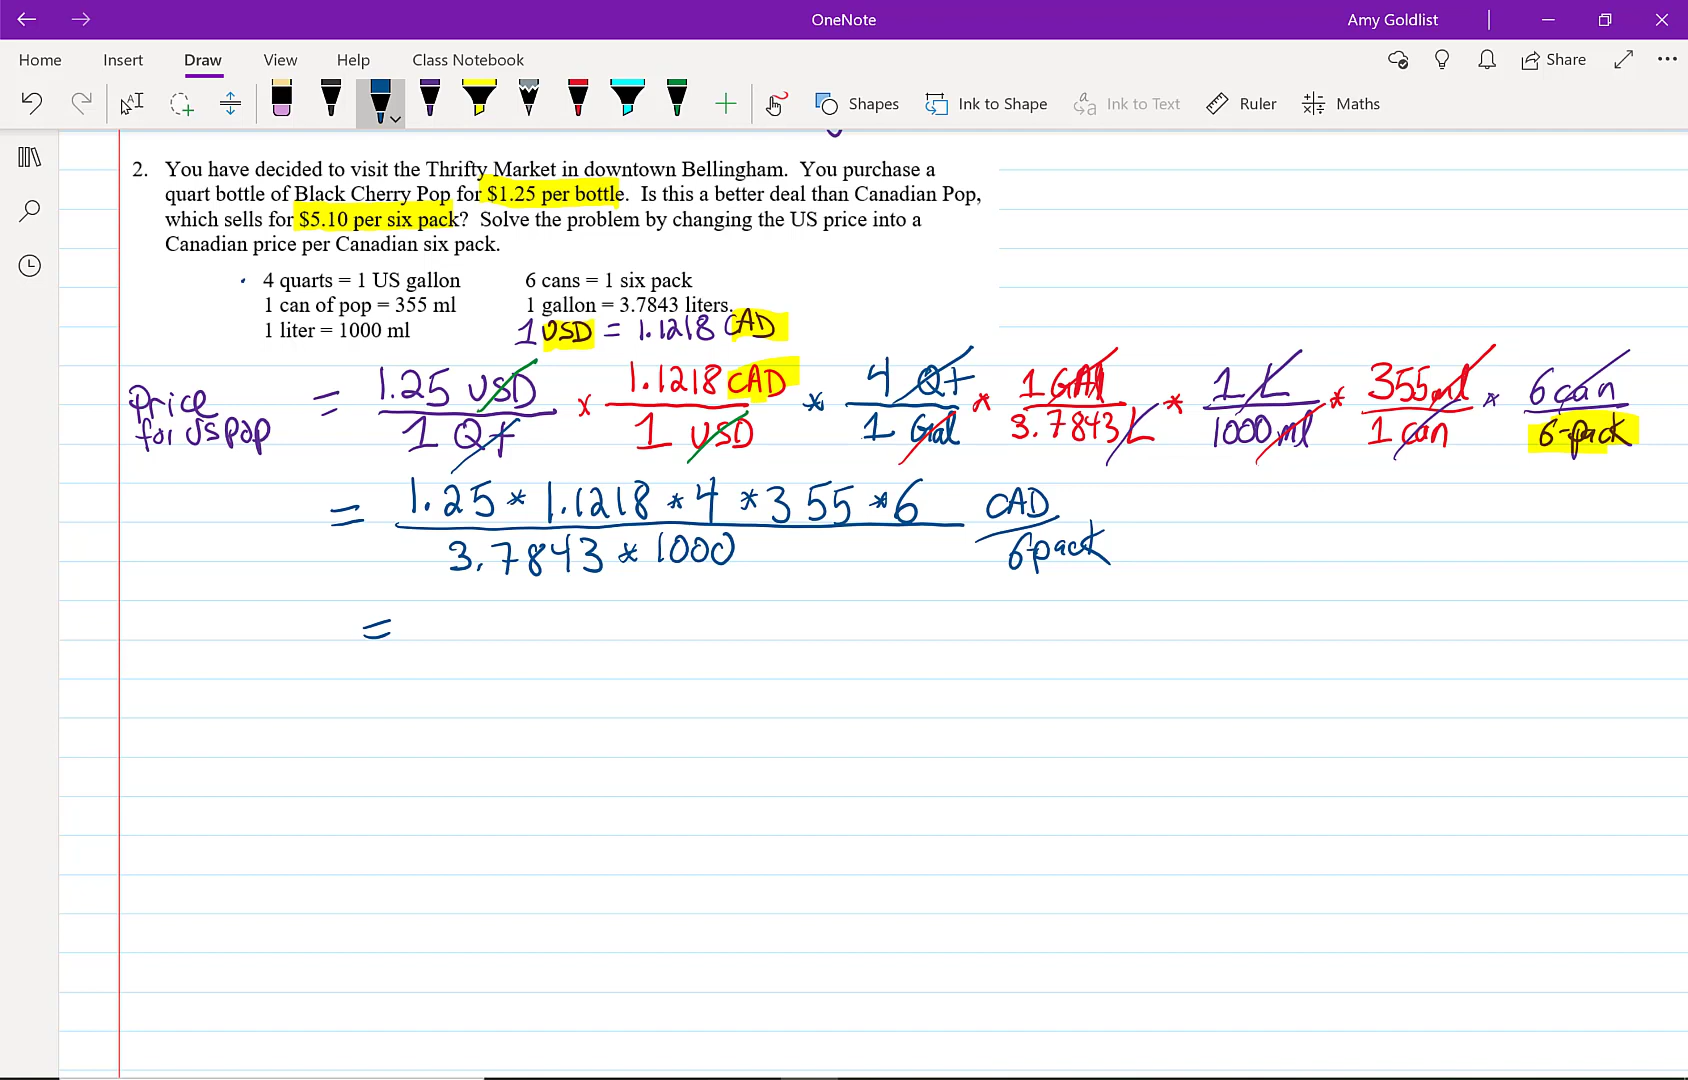 OneNote
Amy Goldlist
Home Insert Draw View Help Class Notebook
Share
Shapes Ink to Shape Ink to Text Ruler Maths
2. You have decided to visit the Thrifty Market in downtown Bellingham. You purchase a
quart bottle of Black Cherry Pop for $1.25 per bottle. Is this a better deal than Canadian Pop,
which sells for $5.10 per six pack? Solve the problem by changing the US price into a
Canadian price per Canadian six pack.
4 quarts = 1 US gallon 6 cans = 1 six pack
1 can of pop = 355 ml 1 gallon = 3.7843 liters.
1 liter = 1000 ml 1 USD = 1.1218 CAD
Price for US pop = 1.25 USD / 1 Qt × 1.1218 CAD / 1 USD * 4 Qt / 1 Gal * 1 GAl / 3.7843 L * 1 L / 1000 ml * 355 ml / 1 can * 6 can / 6-pack
= 1.25 * 1.1218 * 4 * 355 * 6 / 3.7843 * 1000 CAD / 6-pack
=